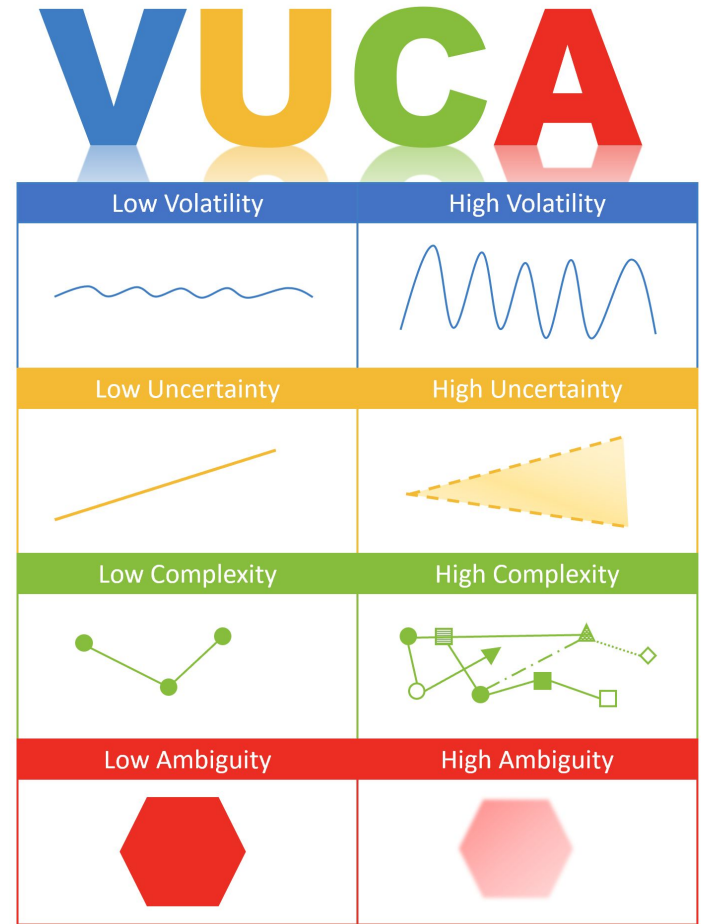 VUCA
Low Volatility High Volatility
Low Uncertainty High Uncertainty
Low Complexity High Complexity
Low Ambiguity High Ambiguity